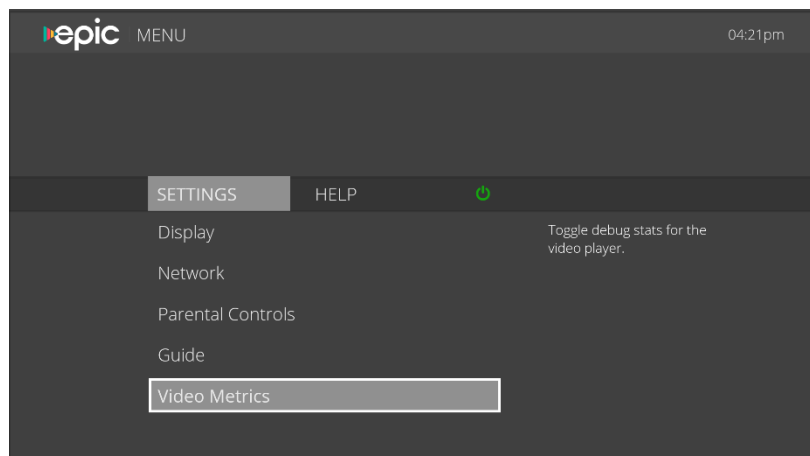 epic MENU 04:21pm
SETTINGS HELP
Display
Toggle debug stats for the
video player.
Network
Parental Controls
Guide
Video Metrics